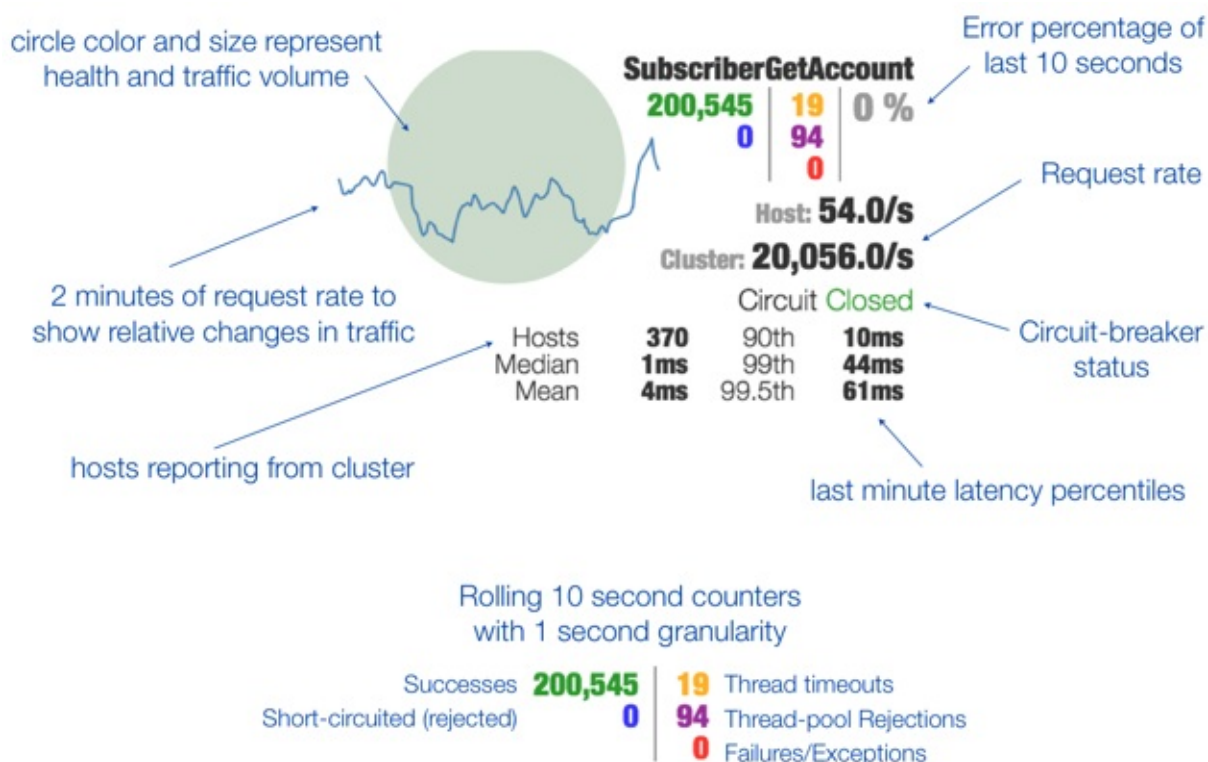 circle color and size represent
health and traffic volume
Error percentage of
last 10 seconds
SubscriberGetAccount
200,545 19 0 %
0 94
0
Request rate
Host: 54.0/s
Cluster: 20,056.0/s
2 minutes of request rate to
show relative changes in traffic
Circuit Closed
Circuit-breaker
status
Hosts 370 90th 10ms
Median 1ms 99th 44ms
Mean 4ms 99.5th 61ms
hosts reporting from cluster
last minute latency percentiles
Rolling 10 second counters
with 1 second granularity
Successes 200,545 19 Thread timeouts
Short-circuited (rejected) 0 94 Thread-pool Rejections
0 Failures/Exceptions